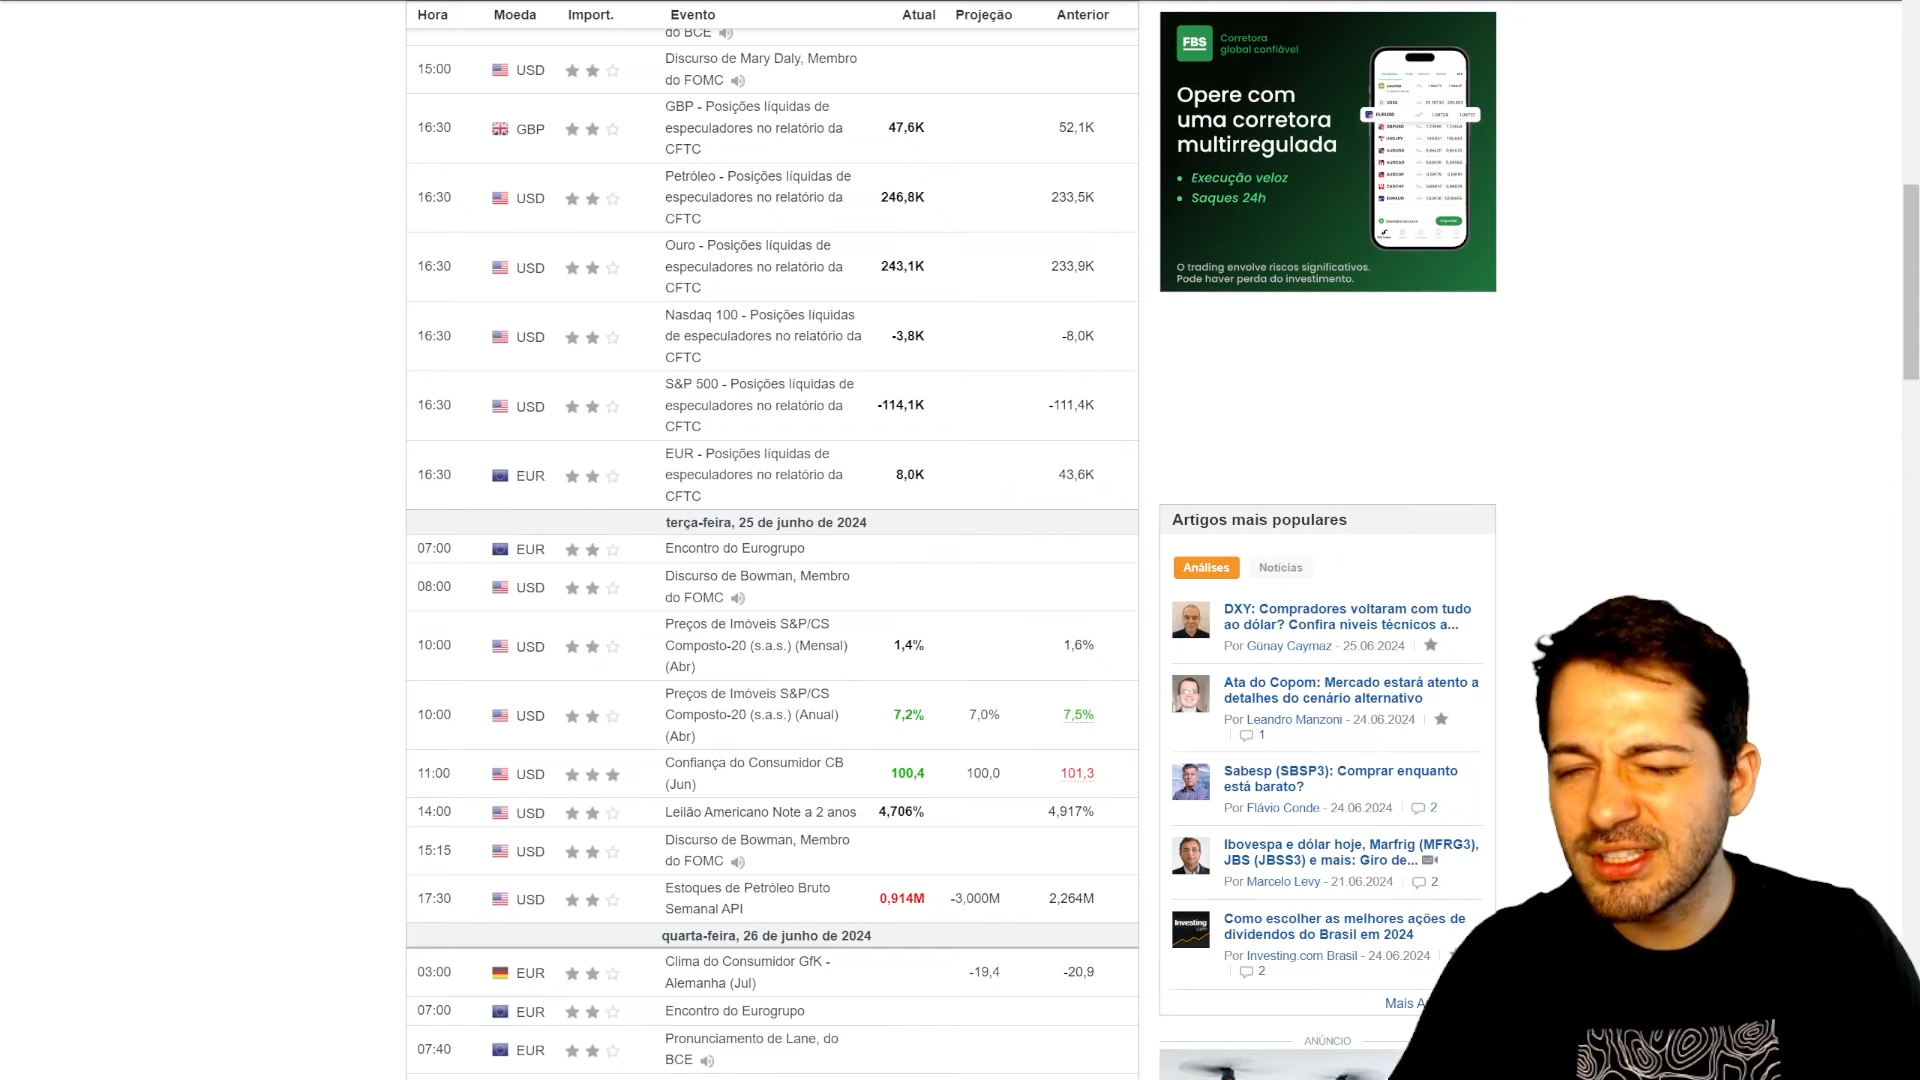 Hora Moeda Import. Evento Atual Projeção Anterior
do BCE
15:00 USD Discurso de Mary Daly, Membro
do FOMC
16:30 GBP GBP - Posições líquidas de
especuladores no relatório da
CFTC 47,6K 52,1K
16:30 USD Petróleo - Posições líquidas de
especuladores no relatório da
CFTC 246,8K 233,5K
16:30 USD Ouro - Posições líquidas de
especuladores no relatório da
CFTC 243,1K 233,9K
16:30 USD Nasdaq 100 - Posições líquidas
de especuladores no relatório da
CFTC -3,8K -8,0K
16:30 USD S&P 500 - Posições líquidas de
especuladores no relatório da
CFTC -114,1K -111,4K
16:30 EUR EUR - Posições líquidas de
especuladores no relatório da
CFTC 8,0K 43,6K
terça-feira, 25 de junho de 2024
07:00 EUR Encontro do Eurogrupo
08:00 USD Discurso de Bowman, Membro
do FOMC
10:00 USD Preços de Imóveis S&P/CS
Composto-20 (s.a.s.) (Mensal)
(Abr) 1,4% 1,6%
10:00 USD Preços de Imóveis S&P/CS
Composto-20 (s.a.s.) (Anual)
(Abr) 7,2% 7,0% 7,5%
11:00 USD Confiança do Consumidor CB
(Jun) 100,4 100,0 101,3
14:00 USD Leilão Americano Note a 2 anos 4,706% 4,917%
15:15 USD Discurso de Bowman, Membro
do FOMC
17:30 USD Estoques de Petróleo Bruto
Semanal API 0,914M -3,000M 2,264M
quarta-feira, 26 de junho de 2024
03:00 EUR Clima do Consumidor GfK -
Alemanha (Jul) -19,4 -20,9
07:00 EUR Encontro do Eurogrupo
07:40 EUR Pronunciamento de Lane, do
BCE
FBS Corretora
global confiável
Opere com
uma corretora
multirregulada
• Execução veloz
• Saques 24h
O trading envolve riscos significativos.
Pode haver perda do investimento.
Artigos mais populares
Análises Notícias
DXY: Compradores voltaram com tudo
ao dólar? Confira níveis técnicos a...
Por Günay Caymaz - 25.06.2024
Ata do Copom: Mercado estará atento a
detalhes do cenário alternativo
Por Leandro Manzoni - 24.06.2024
1
Sabesp (SBSP3): Comprar enquanto
está barato?
Por Flávio Conde - 24.06.2024 2
Ibovespa e dólar hoje, Marfrig (MFRG3),
JBS (JBSS3) e mais: Giro de...
Por Marcelo Levy - 21.06.2024 2
Investing
Como escolher as melhores ações de
dividendos do Brasil em 2024
Por Investing.com Brasil - 24.06.2024
2
Mais A
ANÚNCIO